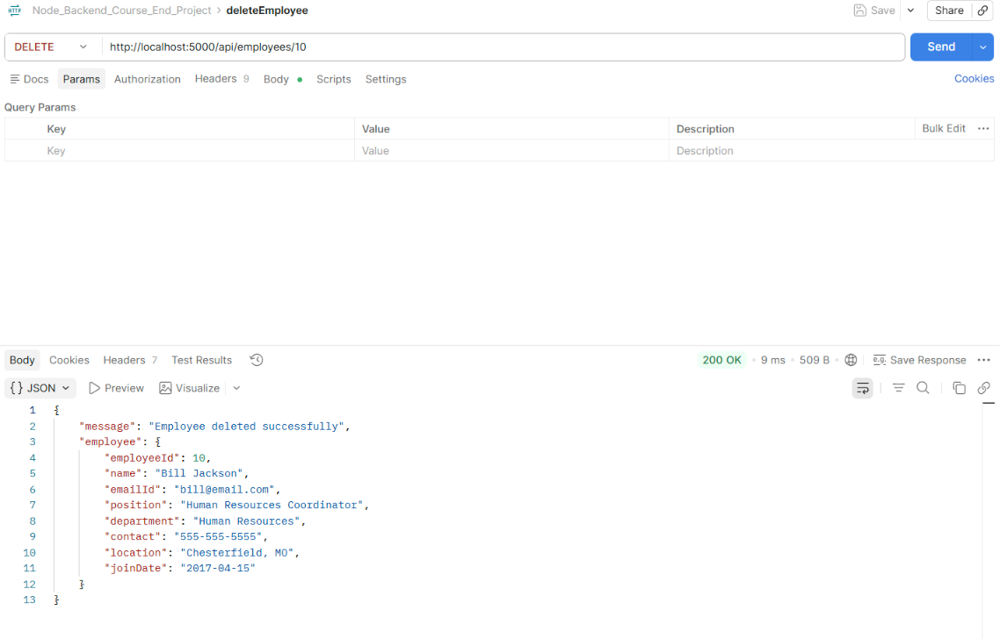 HTTP Node_Backend_Course_End_Project > deleteEmployee Save Share
DELETE http://localhost:5000/api/employees/10 Send
Docs Params Authorization Headers 9 Body Scripts Settings Cookies
Query Params
Key Value Description Bulk Edit
Key Value Description
Body Cookies Headers 7 Test Results 200 OK 9 ms 509 B e.g. Save Response
{} JSON Preview Visualize
1 {
2 "message": "Employee deleted successfully",
3 "employee": {
4 "employeeId": 10,
5 "name": "Bill Jackson",
6 "emailId": "bill@email.com",
7 "position": "Human Resources Coordinator",
8 "department": "Human Resources",
9 "contact": "555-555-5555",
10 "location": "Chesterfield, MO",
11 "joinDate": "2017-04-15"
12 }
13 }